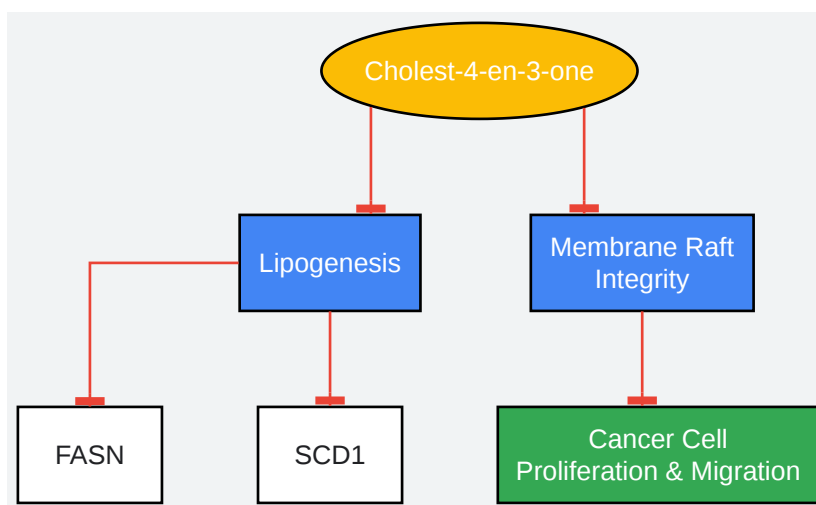 Cholest-4-en-3-one
Lipogenesis
Membrane Raft
Integrity
FASN
SCD1
Cancer Cell
Proliferation & Migration